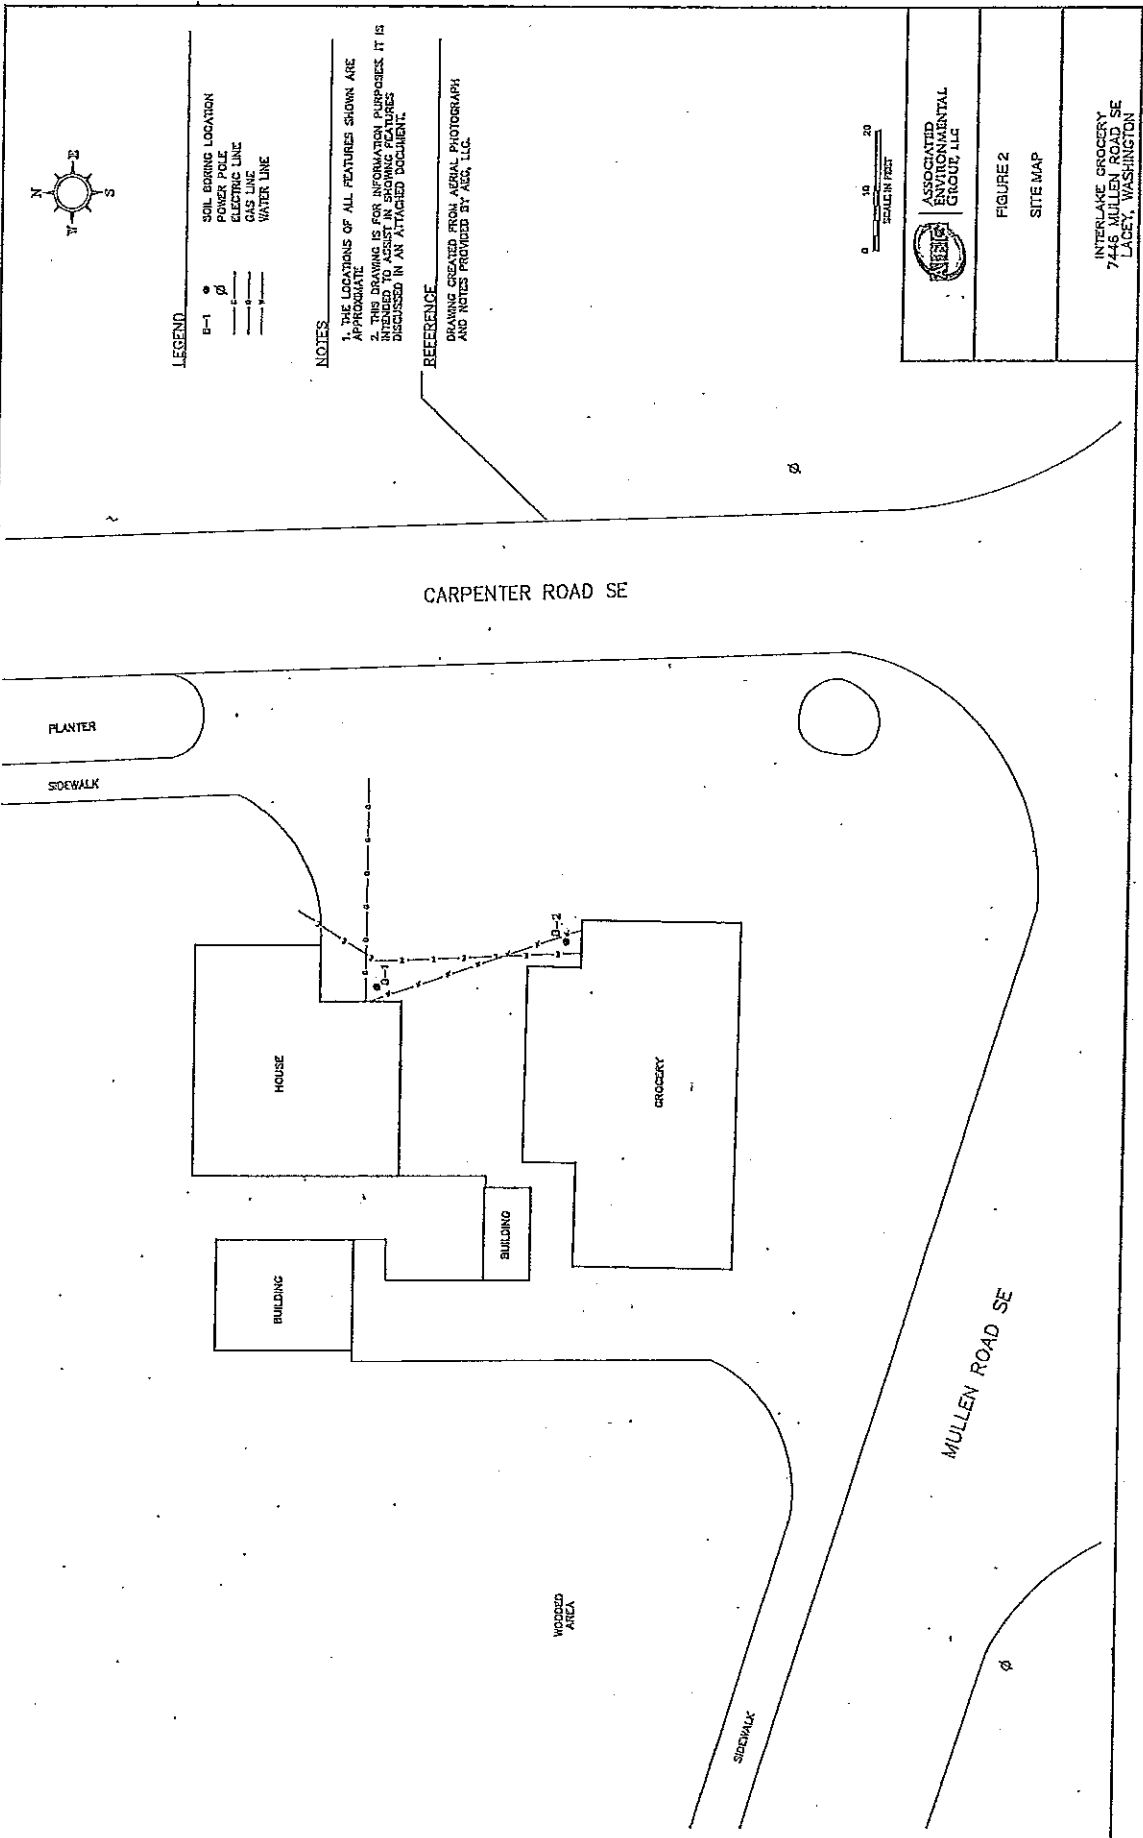 N
W
E
S
LEGEND
B-1
SOIL BORING LOCATION
POWER POLE
ELECTRIC LINE
GAS LINE
WATER LINE
NOTES
1. THE LOCATIONS OF ALL FEATURES SHOWN ARE
APPROXIMATE
2. THIS DRAWING IS FOR INFORMATION PURPOSES. IT IS
INTENDED TO ASSIST IN SHOWING FEATURES
DISCUSSED IN AN ATTACHED DOCUMENT.
REFERENCE
DRAWING CREATED FROM AERIAL PHOTOGRAPH
AND NOTES PROVIDED BY AEG, LLC.
0 10 20
SCALE IN FEET
ASSOCIATED
ENVIRONMENTAL
GROUP, LLC
FIGURE 2
SITE MAP
INTERLAKE GROCERY
7446 MULLEN ROAD SE
LACEY, WASHINGTON
CARPENTER ROAD SE
PLANTER
SIDEWALK
B-1
B-2
HOUSE
GROCERY
BUILDING
BUILDING
MULLEN ROAD SE
WOODED
AREA
SIDEWALK